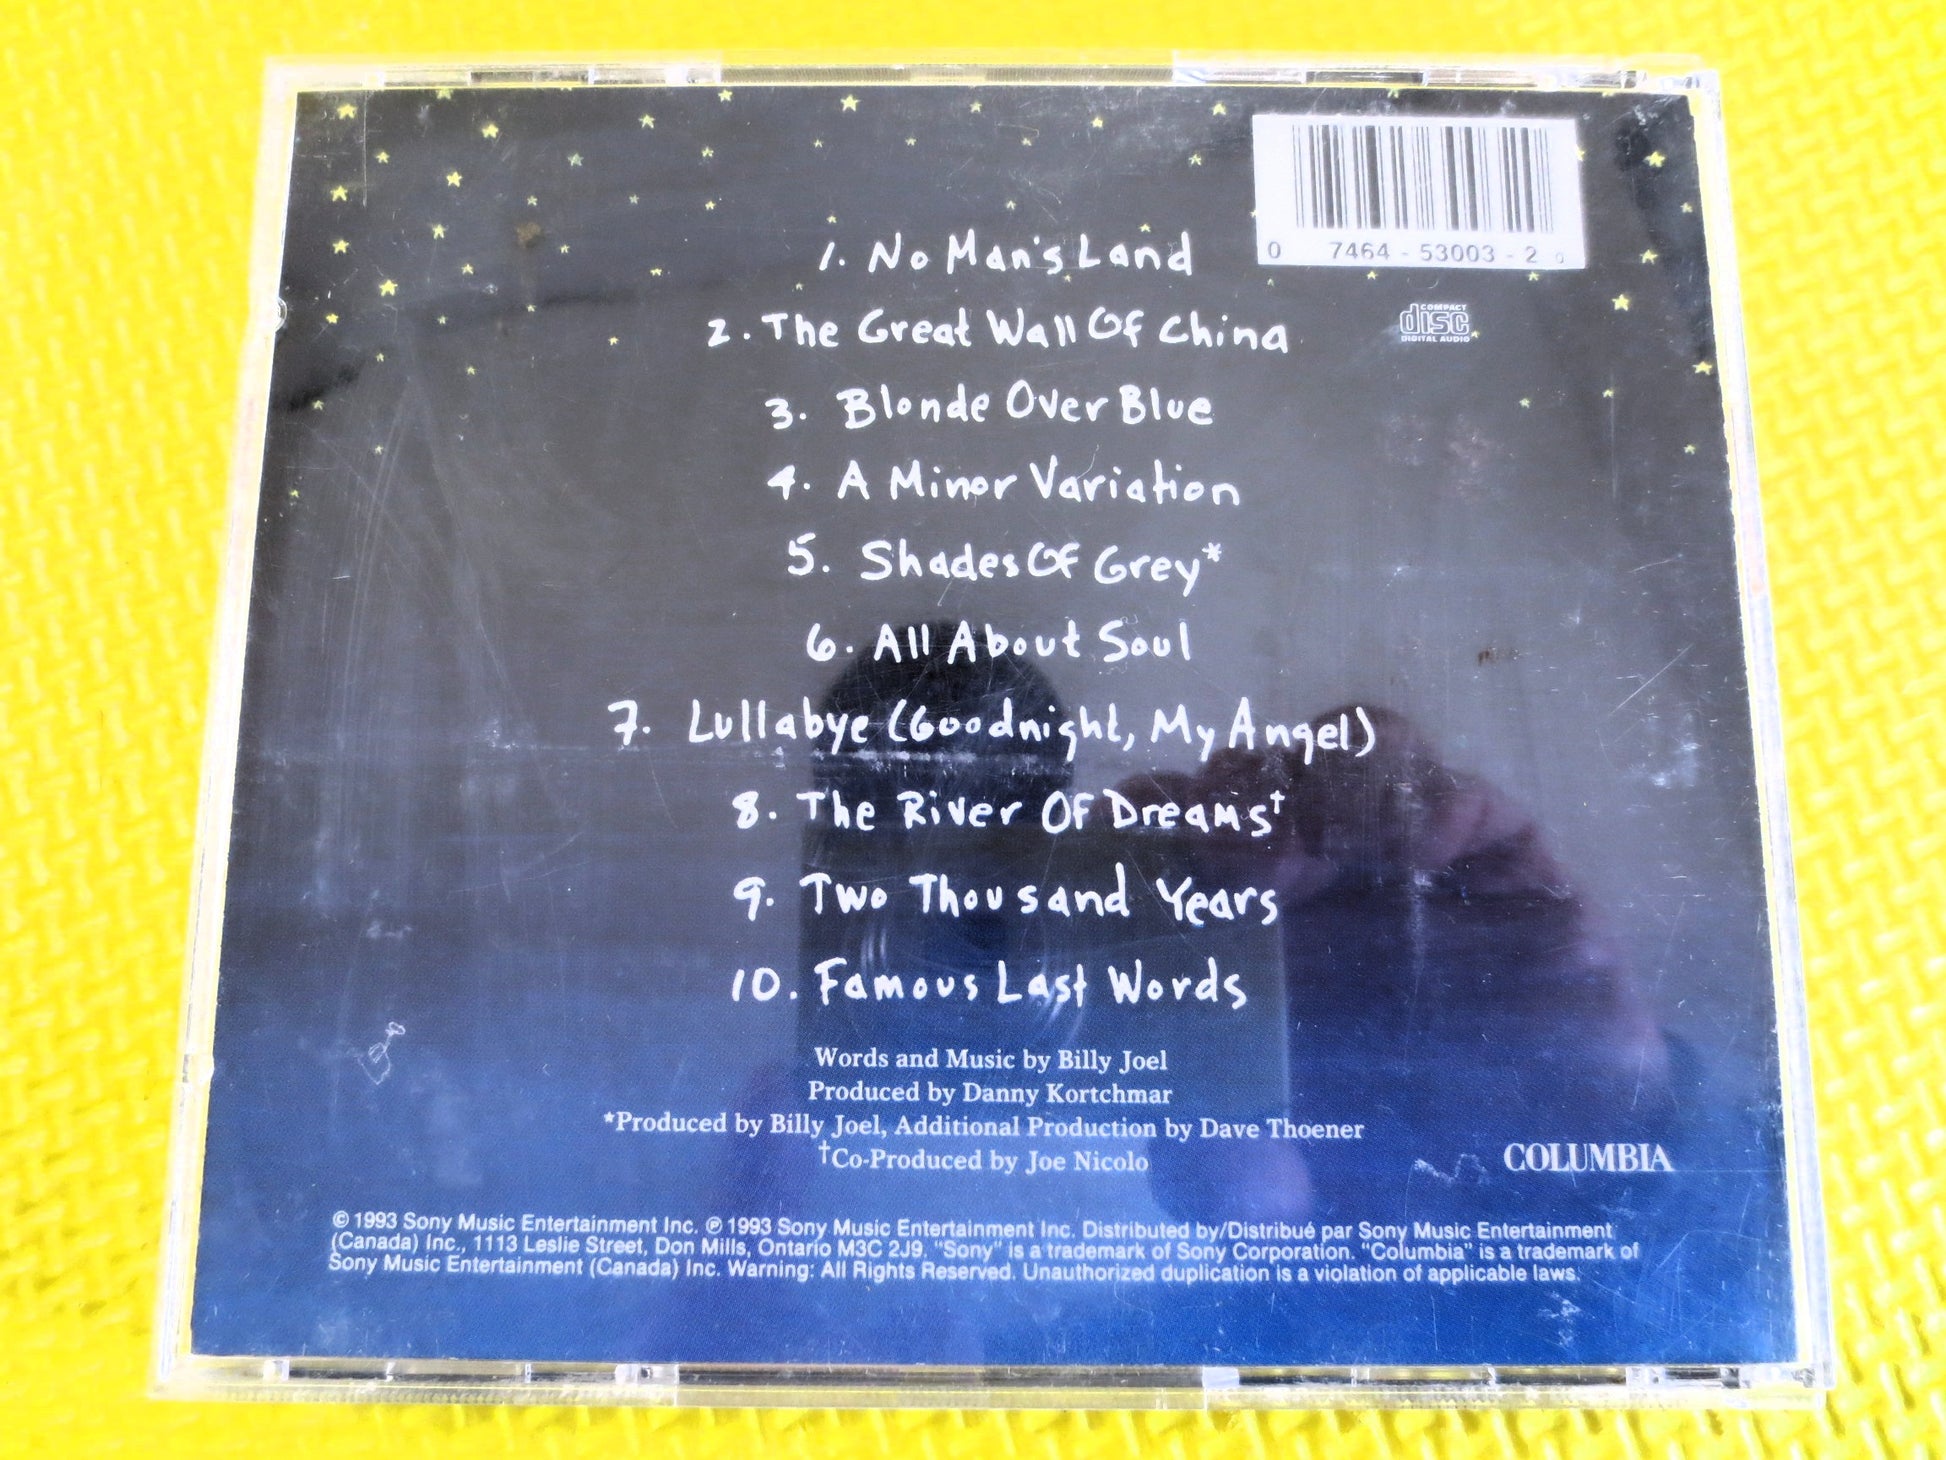 0 7464 - 53003 - 2 0
COMPACT
disc
DIGITAL AUDIO
1. No Man's Land
2. The Great Wall Of China
3. Blonde Over Blue
4. A Minor Variation
5. Shades Of Grey*
6. All About Soul
7. Lullabye (Goodnight, My Angel)
8. The River Of Dreams†
9. Two Thousand Years
10. Famous Last Words
Words and Music by Billy Joel
Produced by Danny Kortchmar
*Produced by Billy Joel, Additional Production by Dave Thoener
†Co-Produced by Joe Nicolo
COLUMBIA
© 1993 Sony Music Entertainment Inc. ℗ 1993 Sony Music Entertainment Inc. Distributed by/Distribué par Sony Music Entertainment
(Canada) Inc., 1113 Leslie Street, Don Mills, Ontario M3C 2J9. "Sony" is a trademark of Sony Corporation. "Columbia" is a trademark of
Sony Music Entertainment (Canada) Inc. Warning: All Rights Reserved. Unauthorized duplication is a violation of applicable laws.